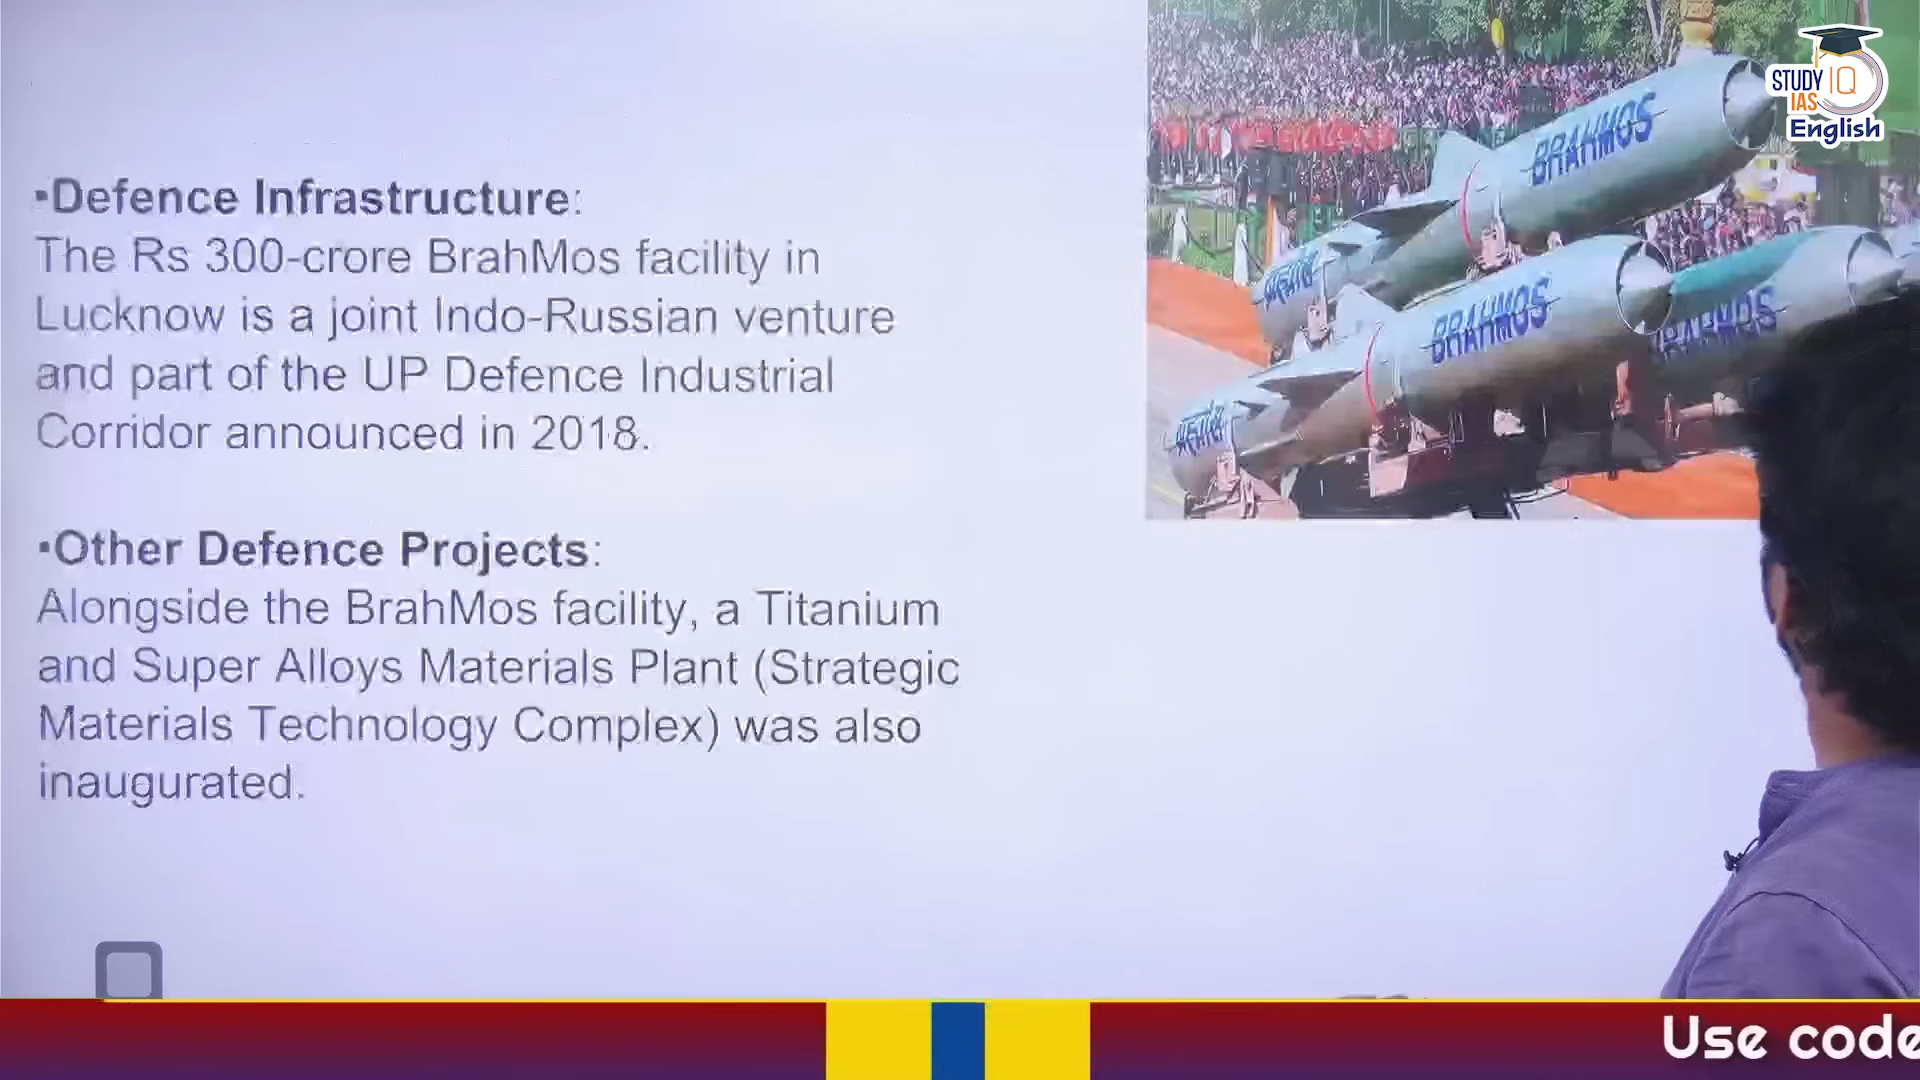 ▪Defence Infrastructure:
The Rs 300-crore BrahMos facility in
Lucknow is a joint Indo-Russian venture
and part of the UP Defence Industrial
Corridor announced in 2018.
▪Other Defence Projects:
Alongside the BrahMos facility, a Titanium
and Super Alloys Materials Plant (Strategic
Materials Technology Complex) was also
inaugurated.
BRAHMOS
BRAHMOS
BRAHMOS
STUDY IQ
IAS
English
Use code